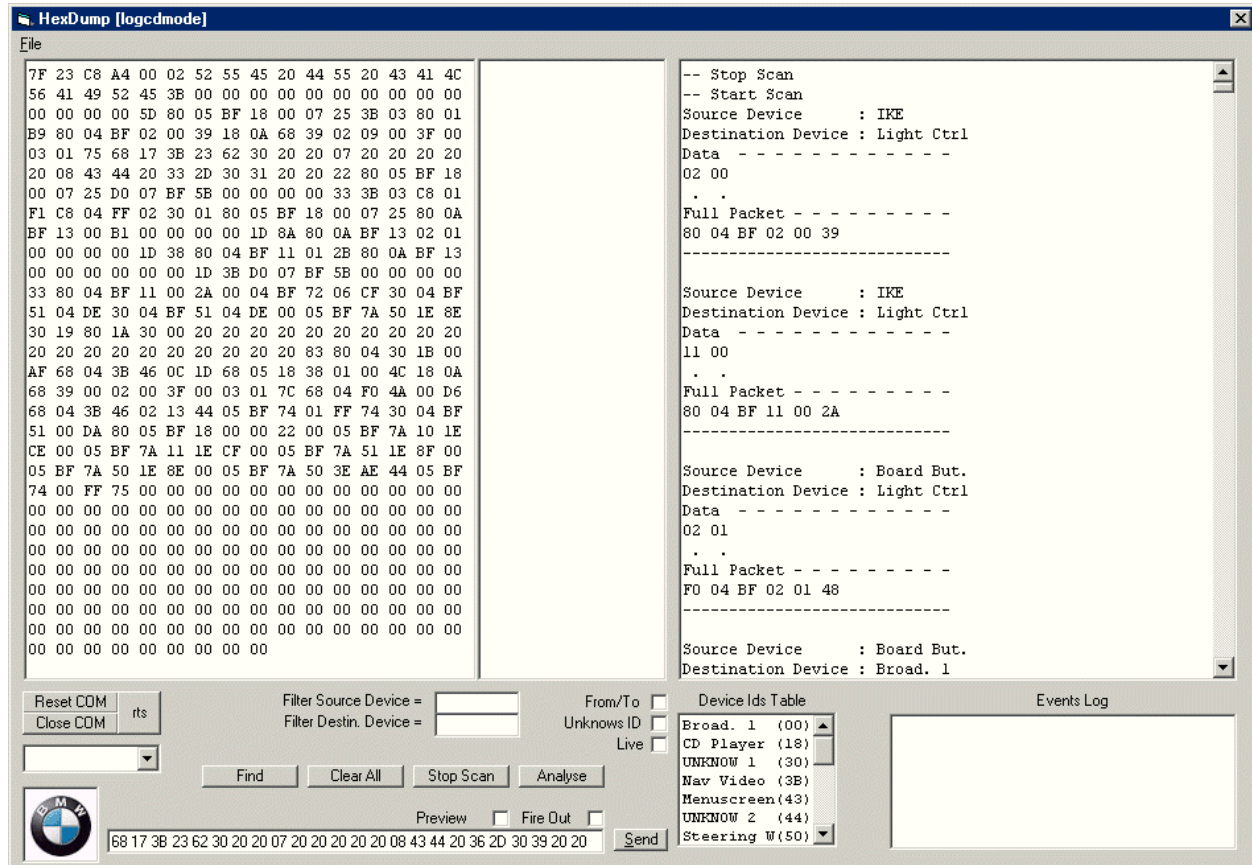 HexDump [logcdmode]
File
7F 23 C8 A4 00 02 52 55 45 20 44 55 20 43 41 4C
56 41 49 52 45 3B 00 00 00 00 00 00 00 00 00 00
00 00 00 00 5D 80 05 BF 18 00 07 25 3B 03 80 01
B9 80 04 BF 02 00 39 18 0A 68 39 02 09 00 3F 00
03 01 75 68 17 3B 23 62 30 20 20 07 20 20 20 20
20 08 43 44 20 33 2D 30 31 20 20 22 80 05 BF 18
00 07 25 D0 07 BF 5B 00 00 00 00 33 3B 03 C8 01
F1 C8 04 FF 02 30 01 80 05 BF 18 00 07 25 80 0A
BF 13 00 B1 00 00 00 00 1D 8A 80 0A BF 13 02 01
00 00 00 00 1D 38 80 04 BF 11 01 2B 80 0A BF 13
00 00 00 00 00 00 1D 3B D0 07 BF 5B 00 00 00 00
33 80 04 BF 11 00 2A 00 04 BF 72 06 CF 30 04 BF
51 04 DE 30 04 BF 51 04 DE 00 05 BF 7A 50 1E 8E
30 19 80 1A 30 00 20 20 20 20 20 20 20 20 20 20
20 20 20 20 20 20 20 20 20 20 83 80 04 30 1B 00
AF 68 04 3B 46 0C 1D 68 05 18 38 01 00 4C 18 0A
68 39 00 02 00 3F 00 03 01 7C 68 04 F0 4A 00 D6
68 04 3B 46 02 13 44 05 BF 74 01 FF 74 30 04 BF
51 00 DA 80 05 BF 18 00 00 22 00 05 BF 7A 10 1E
CE 00 05 BF 7A 11 1E CF 00 05 BF 7A 51 1E 8F 00
05 BF 7A 50 1E 8E 00 05 BF 7A 50 3E AE 44 05 BF
74 00 FF 75 00 00 00 00 00 00 00 00 00 00 00 00
00 00 00 00 00 00 00 00 00 00 00 00 00 00 00 00
00 00 00 00 00 00 00 00 00 00 00 00 00 00 00 00
00 00 00 00 00 00 00 00 00 00 00 00 00 00 00 00
00 00 00 00 00 00 00 00 00 00 00 00 00 00 00 00
00 00 00 00 00 00 00 00 00 00 00 00 00 00 00 00
00 00 00 00 00 00 00 00 00 00 00 00 00 00 00 00
00 00 00 00 00 00 00 00 00 00 00 00 00 00 00 00
00 00 00 00 00 00 00 00 00
-- Stop Scan
-- Start Scan
Source Device : IKE
Destination Device : Light Ctrl
Data - - - - - - - - - - - - -
02 00
. .
Full Packet - - - - - - - - -
80 04 BF 02 00 39
----------------------------
Source Device : IKE
Destination Device : Light Ctrl
Data - - - - - - - - - - - - -
11 00
. .
Full Packet - - - - - - - - -
80 04 BF 11 00 2A
----------------------------
Source Device : Board But.
Destination Device : Light Ctrl
Data - - - - - - - - - - - - -
02 01
. .
Full Packet - - - - - - - - -
F0 04 BF 02 01 48
----------------------------
Source Device : Board But.
Destination Device : Broad. 1
Reset COM
Close COM
rts
Filter Source Device =
Filter Destin. Device =
From/To
Unknows ID
Live
Find
Clear All
Stop Scan
Analyse
Preview
Fire Out
BMW
68 17 3B 23 62 30 20 20 07 20 20 20 20 20 08 43 44 20 36 2D 30 39 20 20
Send
Device Ids Table
Broad. 1 (00)
CD Player (18)
UNKNOW 1 (30)
Nav Video (3B)
Menuscreen(43)
UNKNOW 2 (44)
Steering W(50)
Events Log